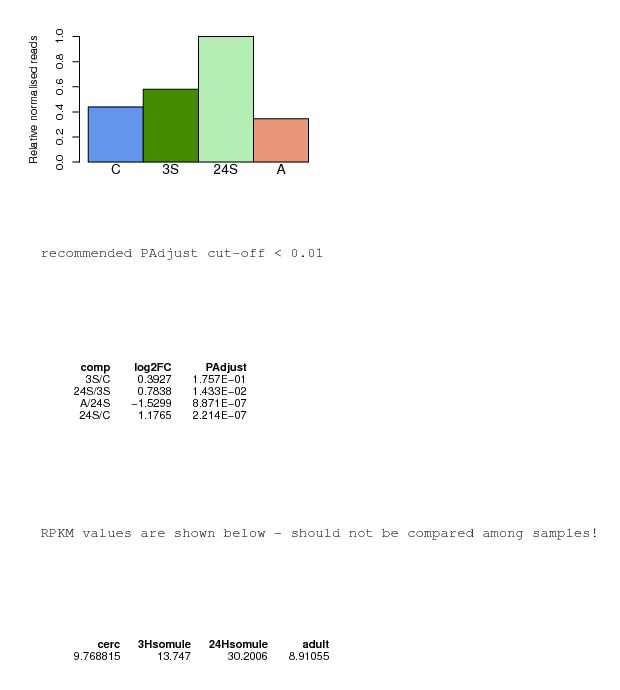 Relative normalised reads
1.0
0.8
0.6
0.4
0.2
0.0
C 3S 24S A
recommended PAdjust cut-off < 0.01
comp log2FC PAdjust
3S/C 0.3927 1.757E−01
24S/3S 0.7838 1.433E−02
A/24S −1.5299 8.871E−07
24S/C 1.1765 2.214E−07
RPKM values are shown below - should not be compared among samples!
cerc 3Hsomule 24Hsomule adult
9.768815 13.747 30.2006 8.91055